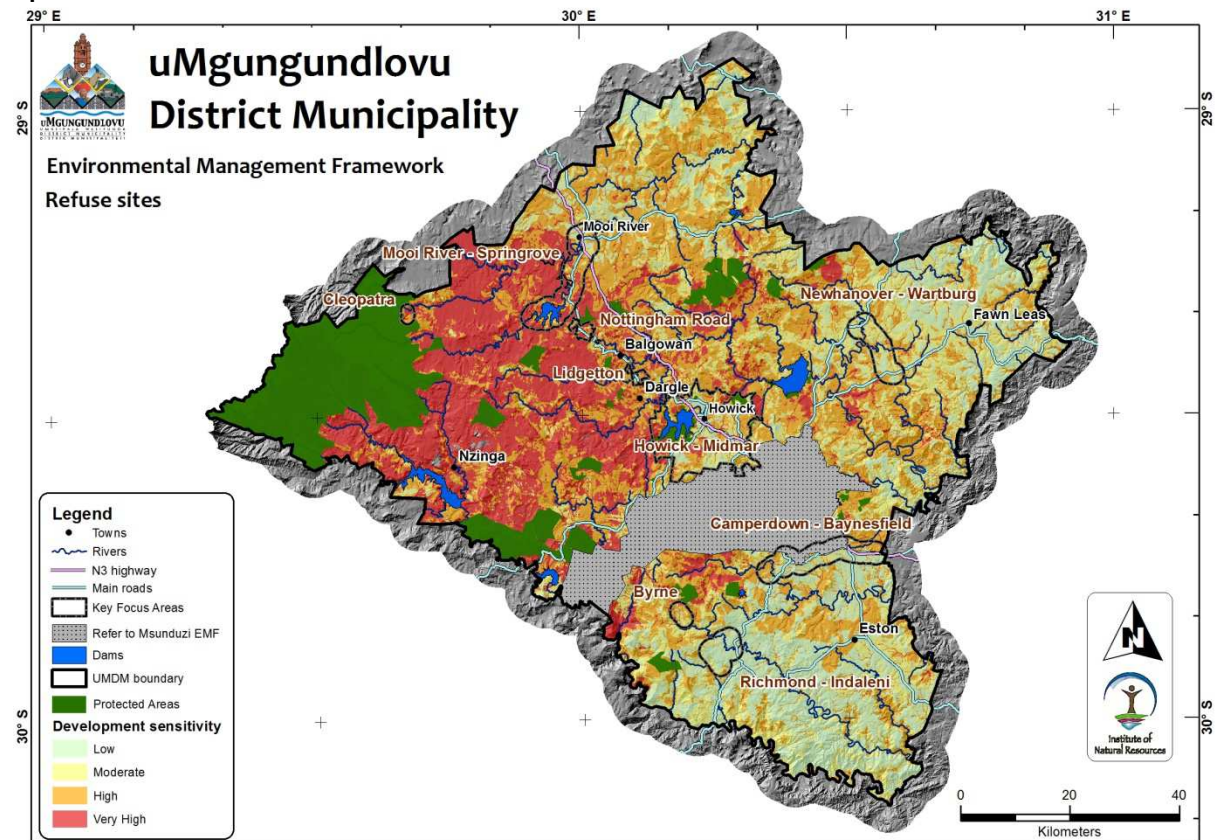 29° E
30° E
31° E
uMgungundlovu
District Municipality
Environmental Management Framework
Refuse sites
uMGUNGUNDLOVU
29° S
29° S
Mooi River
Mooi River - Springrove
Cleopatra
Newhanover - Wartburg
Nottingham Road
Fawn Leas
Balgowan
Lidgetton
Dargle
Howick
Howick - Midmar
Nzinga
Camperdown - Baynesfield
Byrne
Eston
Richmond - Indaleni
Legend
Towns
Rivers
N3 highway
Main roads
Key Focus Areas
Refer to Msunduzi EMF
Dams
UMDM boundary
Protected Areas
Development sensitivity
Low
Moderate
High
Very High
30° S
30° S
N
Institute of
Natural Resources
0 20 40
Kilometers